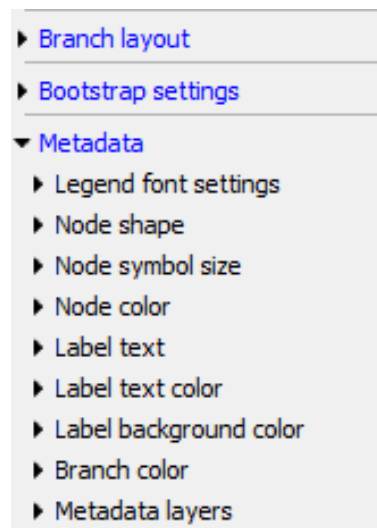 Branch layout
Bootstrap settings
Metadata
Legend font settings
Node shape
Node symbol size
Node color
Label text
Label text color
Label background color
Branch color
Metadata layers